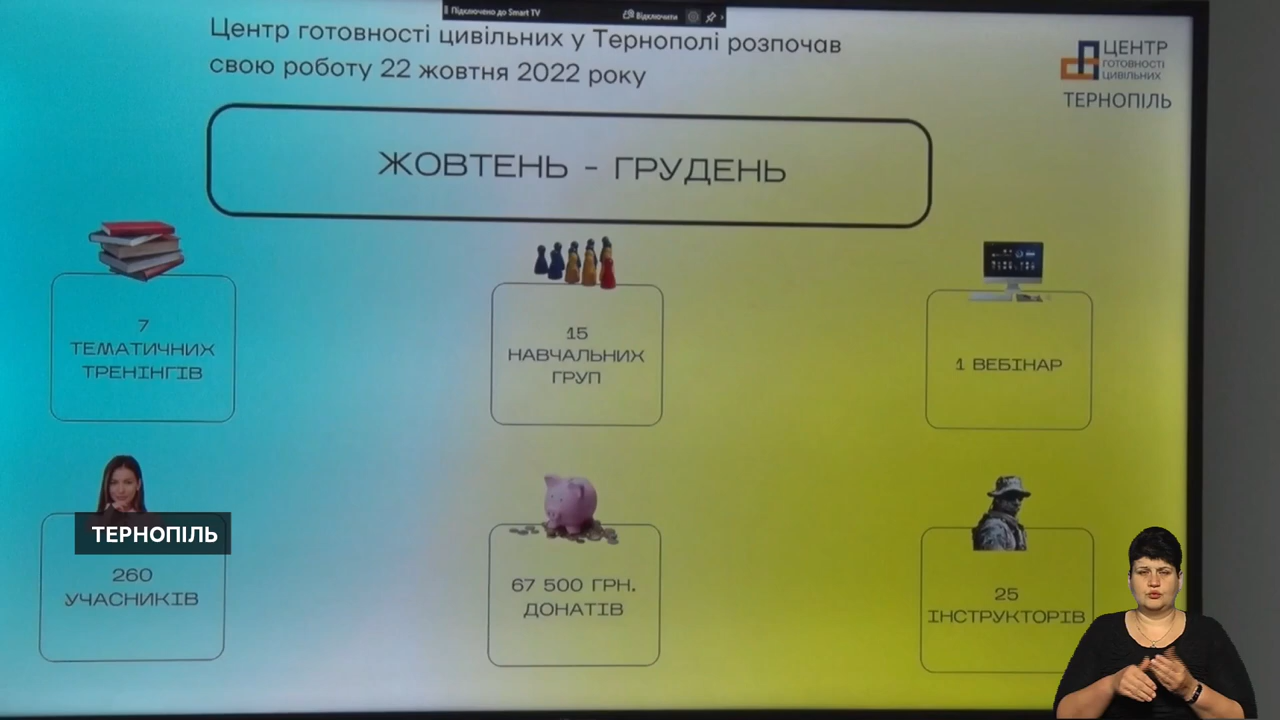 Підключено до Smart TV
Відключити
Центр готовності цивільних у Тернополі розпочав
свою роботу 22 жовтня 2022 року
ЦЕНТР
ГОТОВНОСТІ
ЦИВІЛЬНИХ
ТЕРНОПІЛЬ
ЖОВТЕНЬ - ГРУДЕНЬ
7
ТЕМАТИЧНИХ
ТРЕНІНГІВ
15
НАВЧАЛЬНИХ
ГРУП
1 ВЕБІНАР
ТЕРНОПІЛЬ
260
УЧАСНИКІВ
67 500 ГРН.
ДОНАТІВ
25
ІНСТРУКТОРІВ